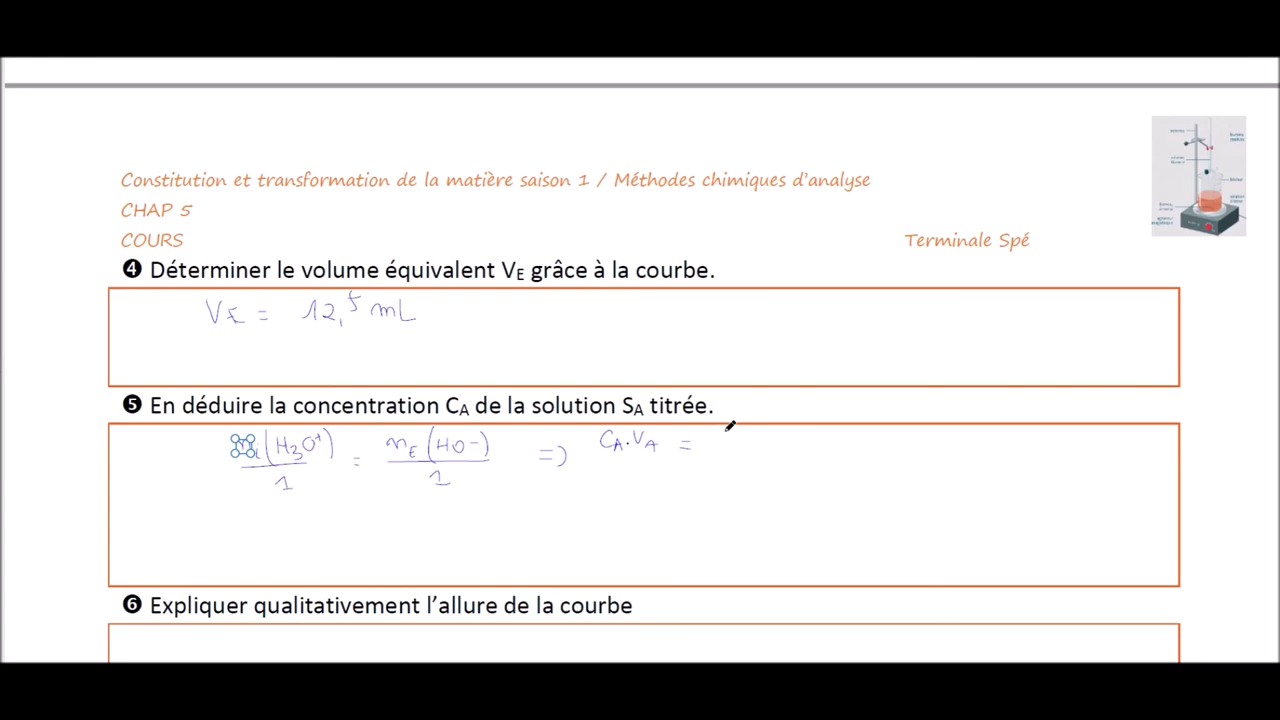 Constitution et transformation de la matière saison 1 / Méthodes chimiques d'analyse
CHAP 5
COURS Terminale Spé
❹ Déterminer le volume équivalent VE grâce à la courbe.
VE = 12,5 mL
❺ En déduire la concentration CA de la solution SA titrée.
ni(H3O+)/1 = nE(HO-)/1 => CA.VA =
❻ Expliquer qualitativement l'allure de la courbe